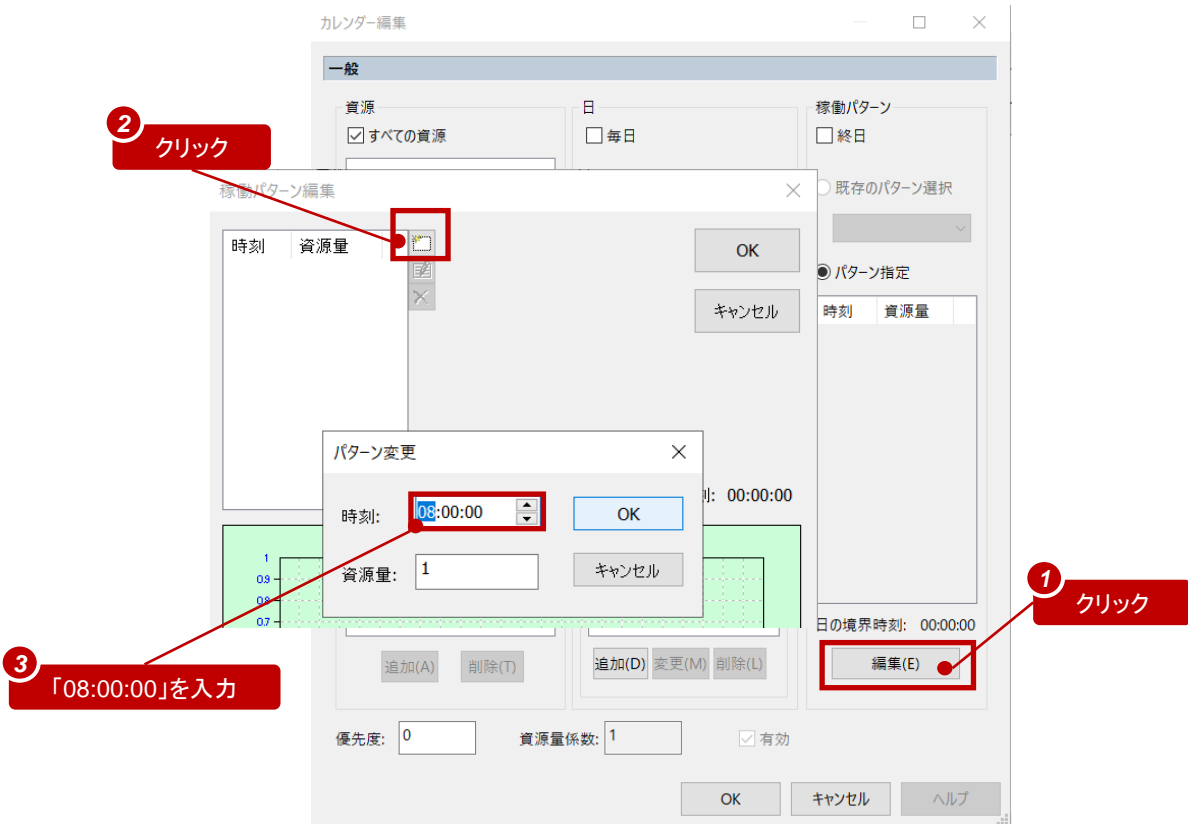 カレンダー編集
一般
資源
日
稼働パターン
すべての資源
毎日
終日
2
クリック
稼働パターン編集
既存のパターン選択
時刻 資源量
OK
パターン指定
キャンセル
時刻 資源量
パターン変更
時刻: 08:00:00
OK
刻: 00:00:00
資源量: 1
キャンセル
1
0.9
0.8
0.7
1
クリック
日の境界時刻: 00:00:00
3
「08:00:00」を入力
追加(A)
削除(T)
追加(D)
変更(M)
削除(L)
編集(E)
優先度: 0
資源量係数: 1
有効
OK
キャンセル
ヘルプ